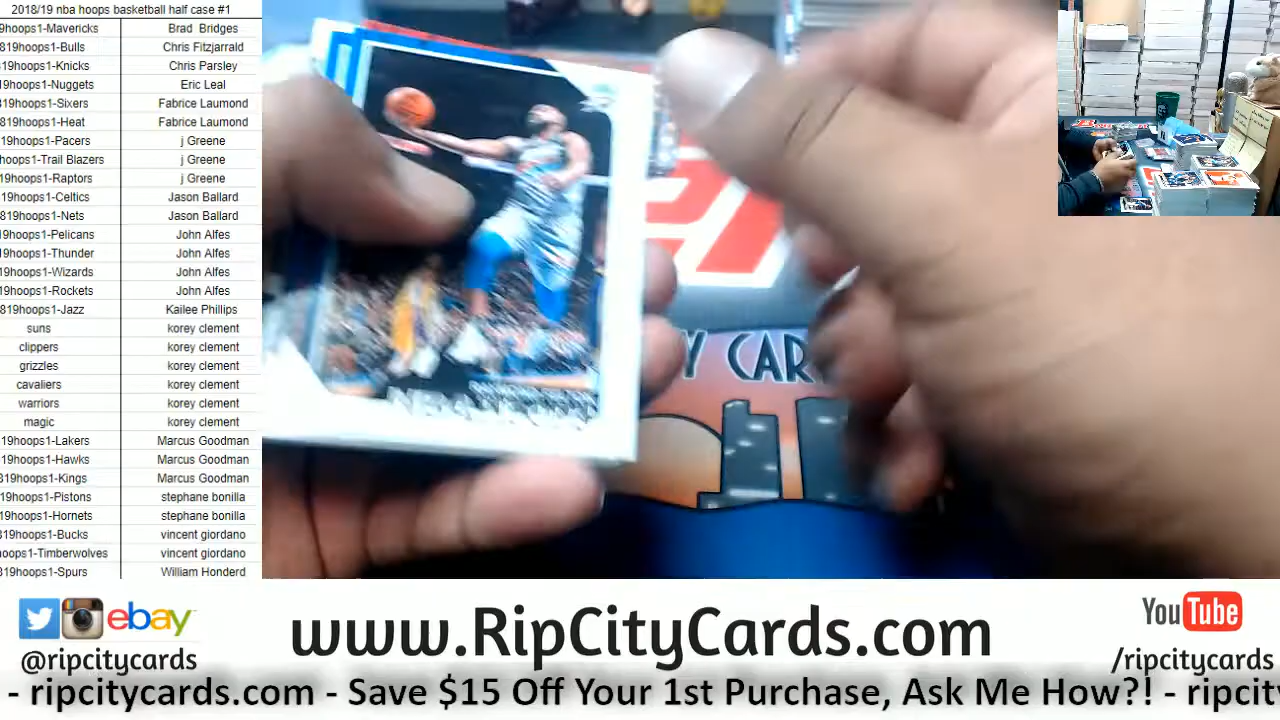 2018/19 nba hoops basketball half case #1
9hoops1-Mavericks Brad Bridges
819hoops1-Bulls Chris Fitzjarrald
19hoops1-Knicks Chris Parsley
19hoops1-Nuggets Eric Leal
819hoops1-Sixers Fabrice Laumond
819hoops1-Heat Fabrice Laumond
19hoops1-Pacers j Greene
hoops1-Trail Blazers j Greene
19hoops1-Raptors j Greene
19hoops1-Celtics Jason Ballard
819hoops1-Nets Jason Ballard
19hoops1-Pelicans John Alfes
19hoops1-Thunder John Alfes
19hoops1-Wizards John Alfes
19hoops1-Rockets John Alfes
819hoops1-Jazz Kailee Phillips
suns korey clement
clippers korey clement
grizzles korey clement
cavaliers korey clement
warriors korey clement
magic korey clement
19hoops1-Lakers Marcus Goodman
19hoops1-Hawks Marcus Goodman
819hoops1-Kings Marcus Goodman
19hoops1-Pistons stephane bonilla
19hoops1-Hornets stephane bonilla
819hoops1-Bucks vincent giordano
hoops1-Timberwolves vincent giordano
819hoops1-Spurs William Honderd
Y CAR
ebay
@ripcitycards
www.RipCityCards.com
YouTube
/ripcitycards
- ripcitycards.com - Save $15 Off Your 1st Purchase, Ask Me How?! - ripcity